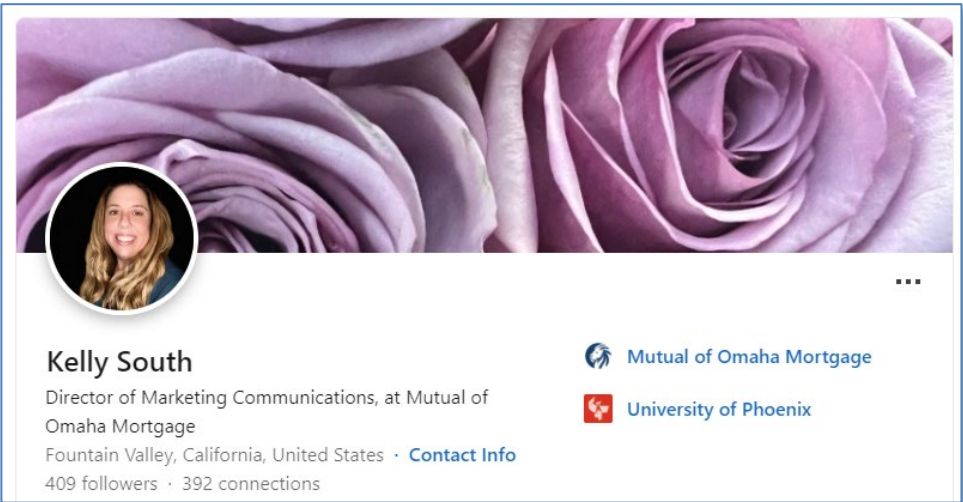 Kelly South
Director of Marketing Communications, at Mutual of
Omaha Mortgage
Fountain Valley, California, United States · Contact Info
409 followers · 392 connections
Mutual of Omaha Mortgage
University of Phoenix